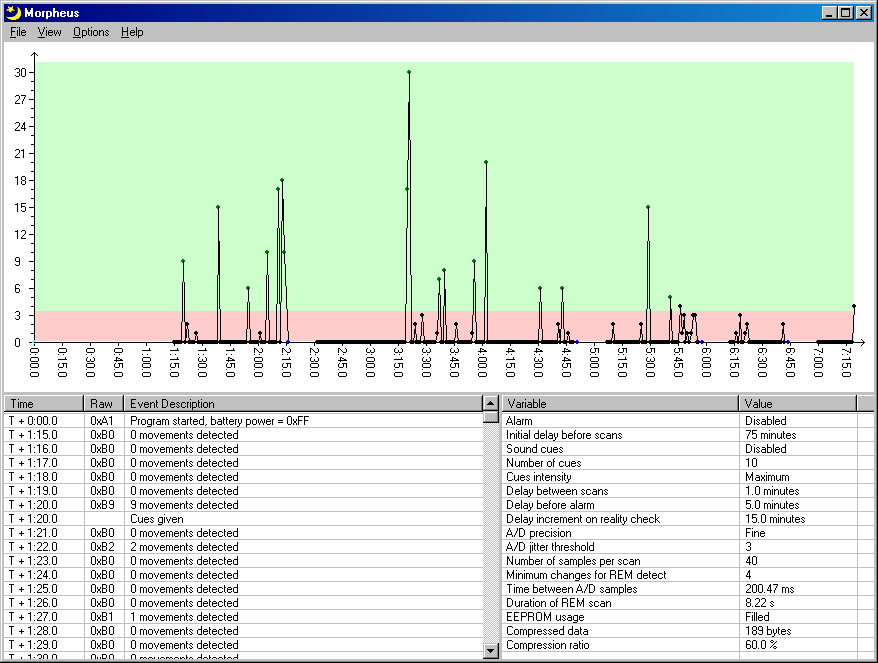 Morpheus
File View Options Help
30
27
24
21
18
15
12
9
6
3
0
0:00.0 0:15.0 0:30.0 0:45.0 1:00.0 1:15.0 1:30.0 1:45.0 2:00.0 2:15.0 2:30.0 2:45.0 3:00.0 3:15.0 3:30.0 3:45.0 4:00.0 4:15.0 4:30.0 4:45.0 5:00.0 5:15.0 5:30.0 5:45.0 6:00.0 6:15.0 6:30.0 6:45.0 7:00.0 7:15.0
Time Raw Event Description
T + 0:00.0 0xA1 Program started, battery power = 0xFF
T + 1:15.0 0xB0 0 movements detected
T + 1:16.0 0xB0 0 movements detected
T + 1:17.0 0xB0 0 movements detected
T + 1:18.0 0xB0 0 movements detected
T + 1:19.0 0xB0 0 movements detected
T + 1:20.0 0xB9 9 movements detected
T + 1:20.0 Cues given
T + 1:21.0 0xB0 0 movements detected
T + 1:22.0 0xB2 2 movements detected
T + 1:23.0 0xB0 0 movements detected
T + 1:24.0 0xB0 0 movements detected
T + 1:25.0 0xB0 0 movements detected
T + 1:26.0 0xB0 0 movements detected
T + 1:27.0 0xB1 1 movements detected
T + 1:28.0 0xB0 0 movements detected
T + 1:29.0 0xB0 0 movements detected
T + 1:30.0 0xB0 0 movements detected
Variable Value
Alarm Disabled
Initial delay before scans 75 minutes
Sound cues Disabled
Number of cues 10
Cues intensity Maximum
Delay between scans 1.0 minutes
Delay before alarm 5.0 minutes
Delay increment on reality check 15.0 minutes
A/D precision Fine
A/D jitter threshold 3
Number of samples per scan 40
Minimum changes for REM detect 4
Time between A/D samples 200.47 ms
Duration of REM scan 8.22 s
EEPROM usage Filled
Compressed data 189 bytes
Compression ratio 60.0 %